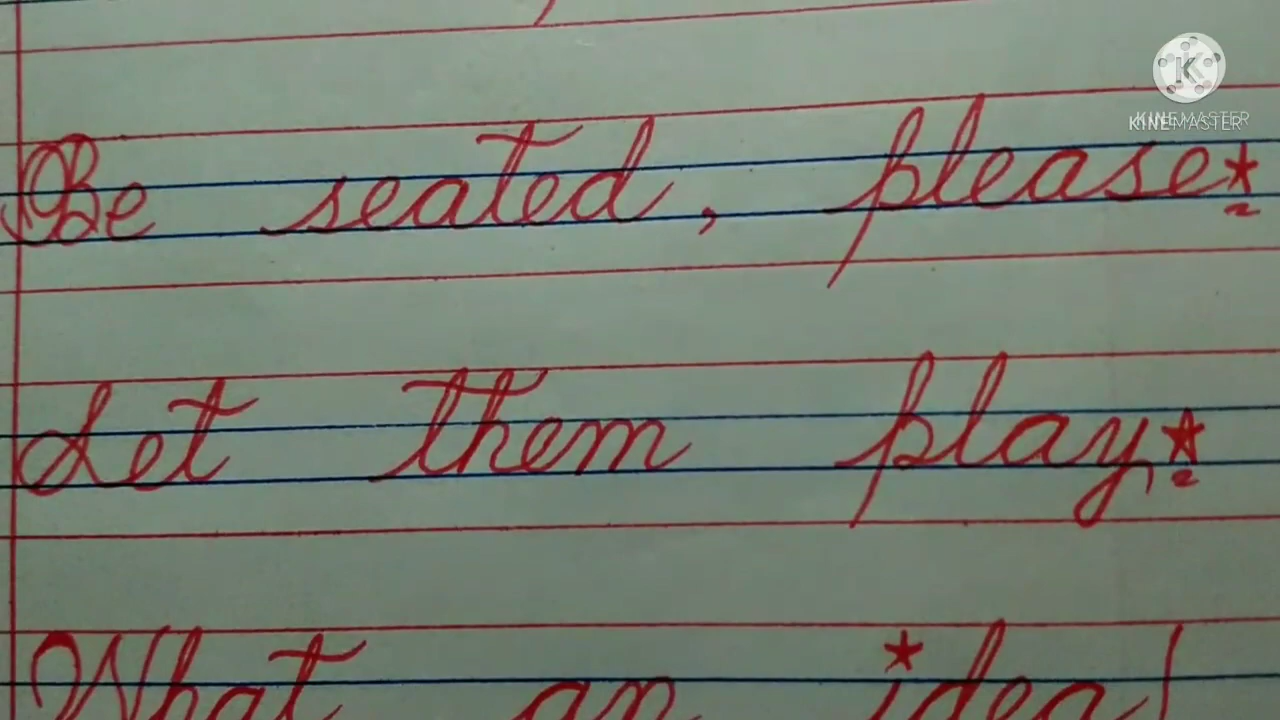 KINEMASTER
Be seated, please*
Let them play,*
What an idea!